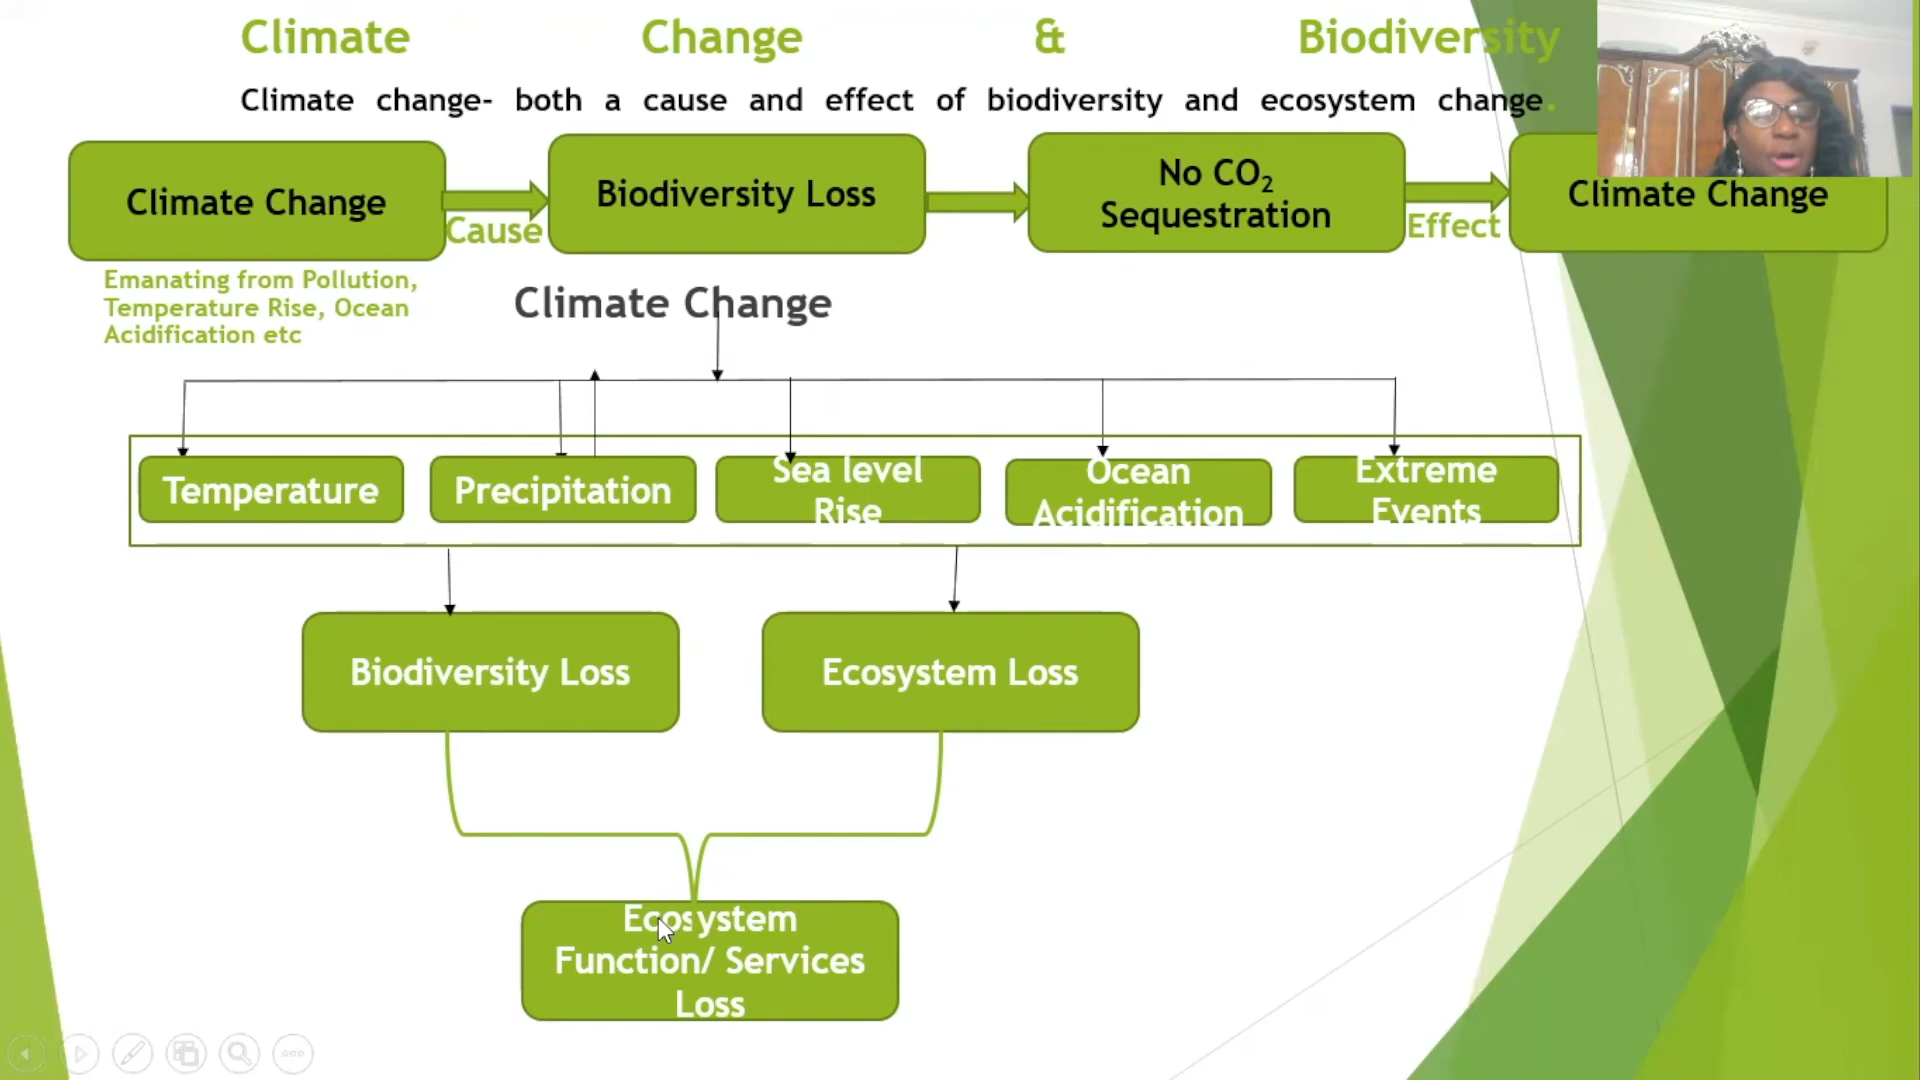 Climate Change & Biodiversity
Climate change- both a cause and effect of biodiversity and ecosystem change.
Climate Change
Cause
Biodiversity Loss
No CO₂
Sequestration
Effect
Climate Change
Emanating from Pollution,
Temperature Rise, Ocean
Acidification etc
Climate Change
Temperature
Precipitation
Sea level
Rise
Ocean
Acidification
Extreme
Events
Biodiversity Loss
Ecosystem Loss
Ecosystem
Function/ Services
Loss